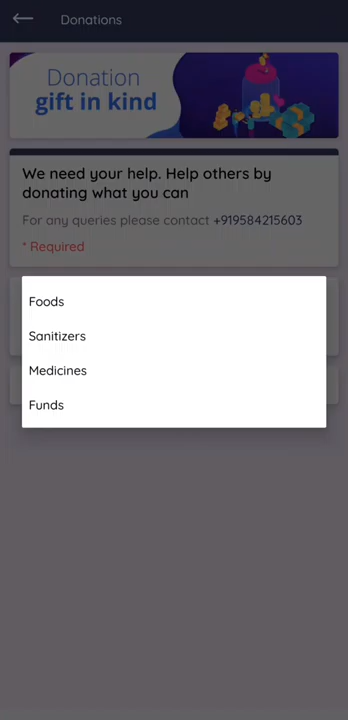 Donations
Donation
gift in kind
We need your help. Help others by
donating what you can
For any queries please contact +919584215603
* Required
Foods
Sanitizers
Medicines
Funds